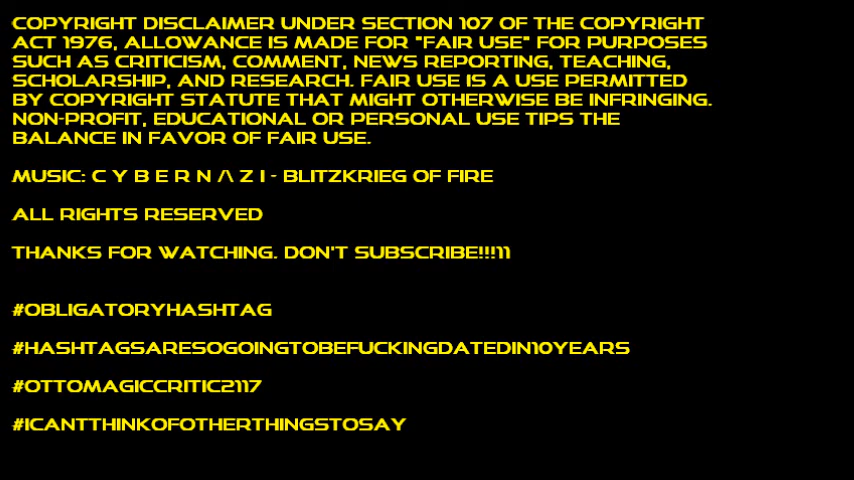 COPYRIGHT DISCLAIMER UNDER SECTION 107 OF THE COPYRIGHT
ACT 1976, ALLOWANCE IS MADE FOR "FAIR USE" FOR PURPOSES
SUCH AS CRITICISM, COMMENT, NEWS REPORTING, TEACHING,
SCHOLARSHIP, AND RESEARCH. FAIR USE IS A USE PERMITTED
BY COPYRIGHT STATUTE THAT MIGHT OTHERWISE BE INFRINGING.
NON-PROFIT, EDUCATIONAL OR PERSONAL USE TIPS THE
BALANCE IN FAVOR OF FAIR USE.
MUSIC: C Y B E R N /\ Z I - BLITZKRIEG OF FIRE
ALL RIGHTS RESERVED
THANKS FOR WATCHING. DON'T SUBSCRIBE!!!11
#OBLIGATORYHASHTAG
#HASHTAGSARESOGOINGTOBEFUCKINGDATEDIN10YEARS
#OTTOMAGICCRITIC2117
#ICANTTHINKOFOTHERTHINGSTOSAY